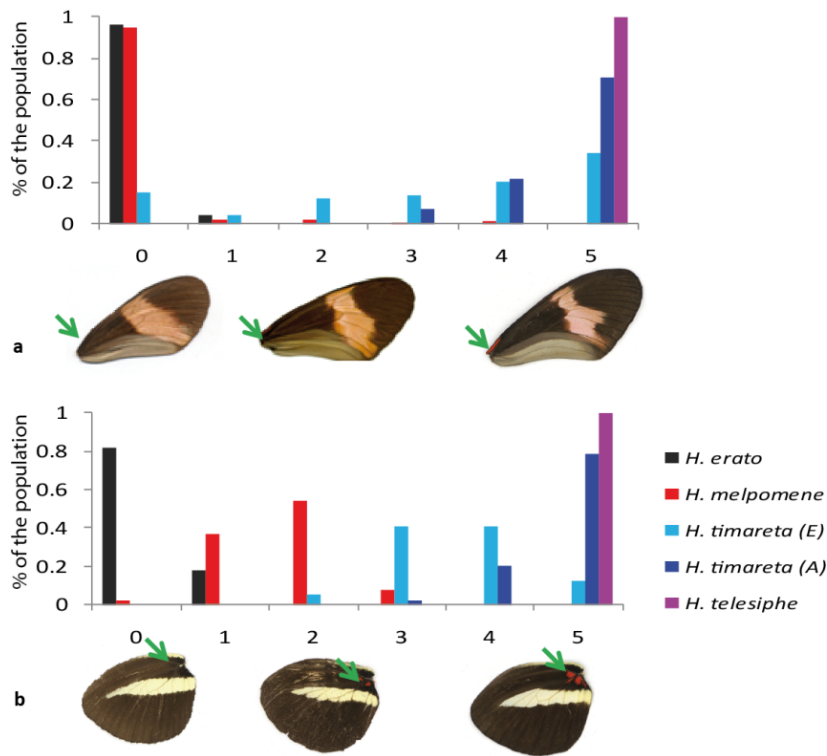 % of the population
1
0.8
0.6
0.4
0.2
0
0 1 2 3 4 5
a
% of the population
1
0.8
0.6
0.4
0.2
0
0 1 2 3 4 5
b
H. erato
H. melpomene
H. timareta (E)
H. timareta (A)
H. telesiphe